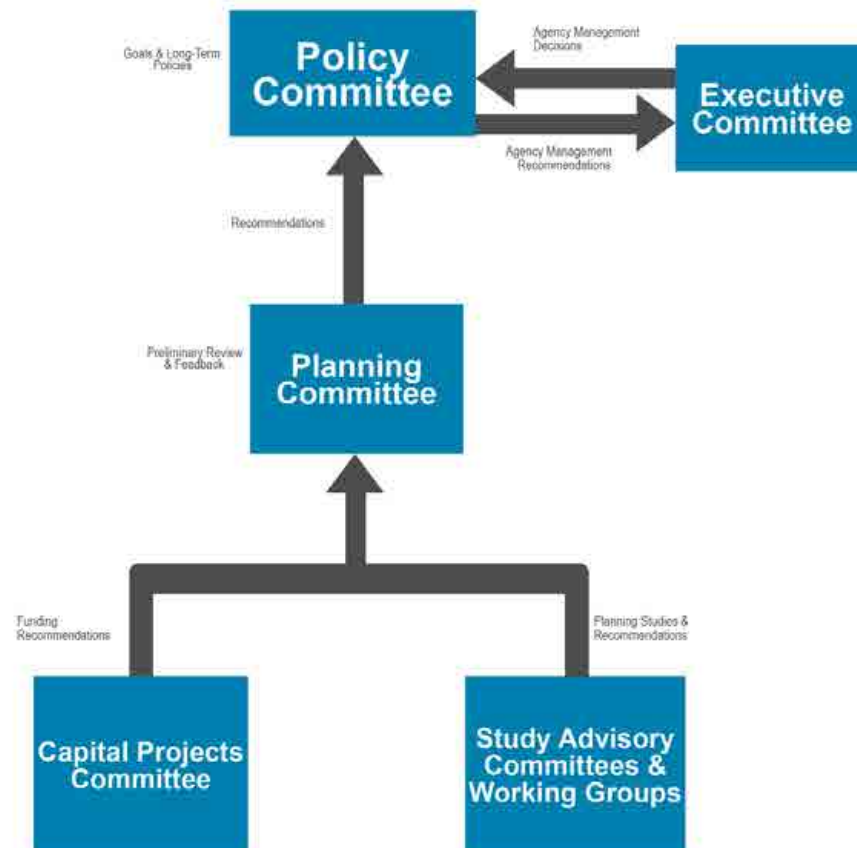 Goals & Long-Term
Policies
Policy
Committee
Agency Management
Decisions
Executive
Committee
Agency Management
Recommendations
Recommendations
Preliminary Review
& Feedback
Planning
Committee
Funding
Recommendations
Planning Studies &
Recommendations
Capital Projects
Committee
Study Advisory
Committees &
Working Groups